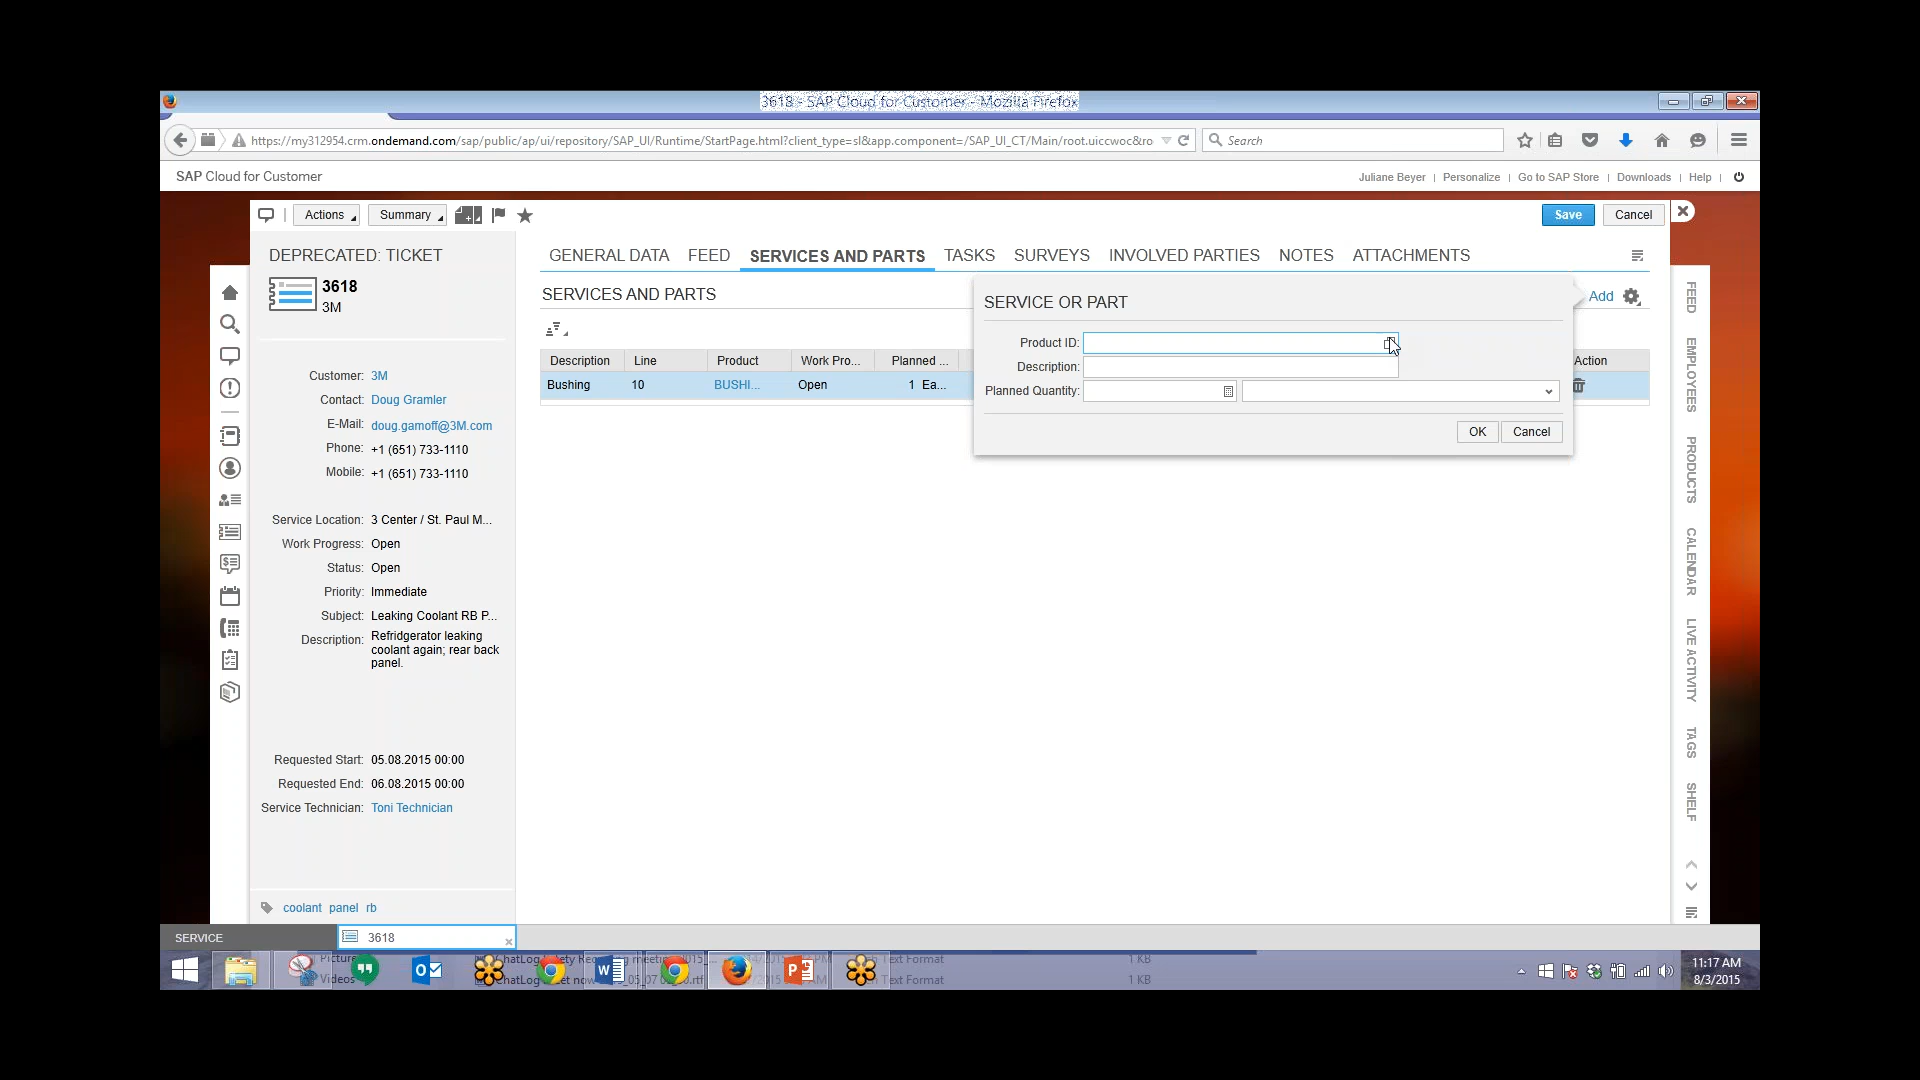 3618 - SAP Cloud for Customer - Mozilla Firefox
https://my312954.crm.ondemand.com/sap/public/ap/ui/repository/SAP_UI/Runtime/StartPage.html?client_type=sl&app.component=/SAP_UI_CT/Main/root.uiccwoc&ro
Search
SAP Cloud for Customer
Juliane Beyer | Personalize | Go to SAP Store | Downloads | Help |
Actions Summary Save Cancel
DEPRECATED: TICKET
3618
3M
Customer: 3M
Contact: Doug Gramler
E-Mail: doug.gamoff@3M.com
Phone: +1 (651) 733-1110
Mobile: +1 (651) 733-1110
Service Location: 3 Center / St. Paul M...
Work Progress: Open
Status: Open
Priority: Immediate
Subject: Leaking Coolant RB P...
Description: Refridgerator leaking
coolant again; rear back
panel.
Requested Start: 05.08.2015 00:00
Requested End: 06.08.2015 00:00
Service Technician: Toni Technician
coolant panel rb
GENERAL DATA FEED SERVICES AND PARTS TASKS SURVEYS INVOLVED PARTIES NOTES ATTACHMENTS
SERVICES AND PARTS
Add
Description Line Product Work Pro... Planned ... Action
Bushing 10 BUSHI... Open 1 Ea...
SERVICE OR PART
Product ID:
Description:
Planned Quantity:
OK Cancel
FEED
EMPLOYEES
PRODUCTS
CALENDAR
LIVE ACTIVITY
TAGS
SHELF
SERVICE
3618
Text Format 1 KB
Videos
Text Format 1 KB
11:17 AM
8/3/2015